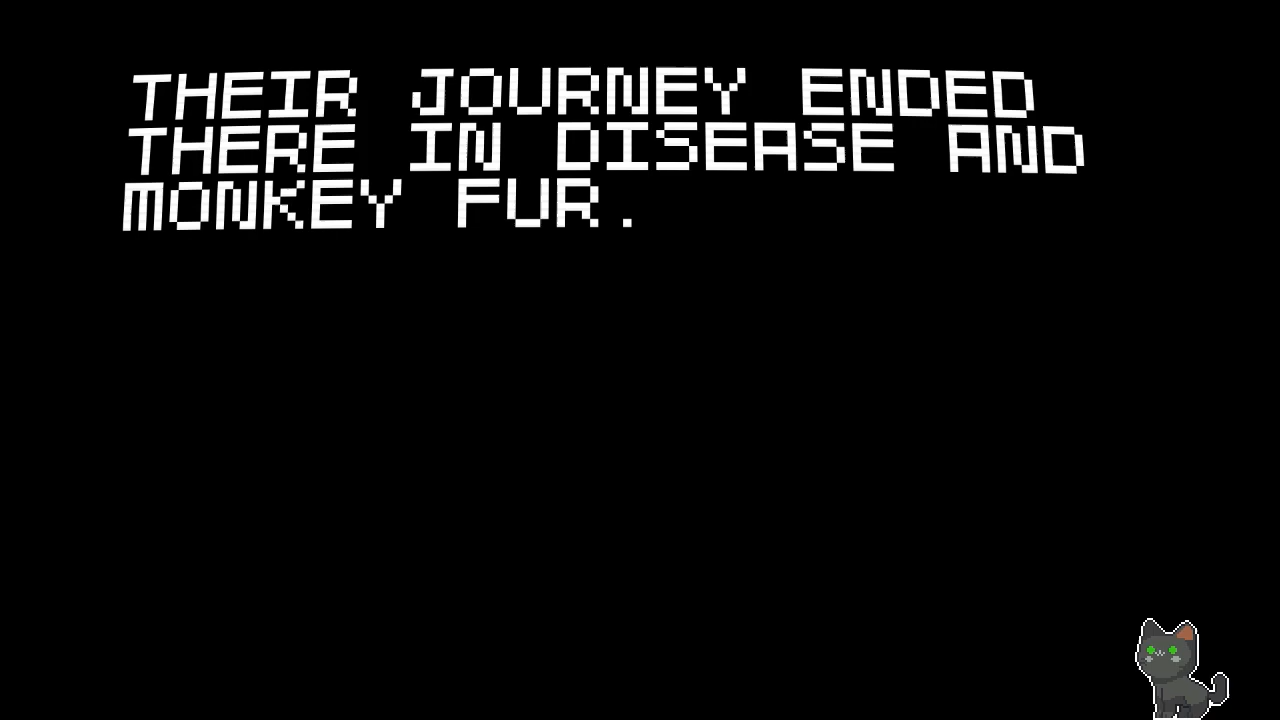 THEIR JOURNEY ENDED
THERE IN DISEASE AND
MONKEY FUR.